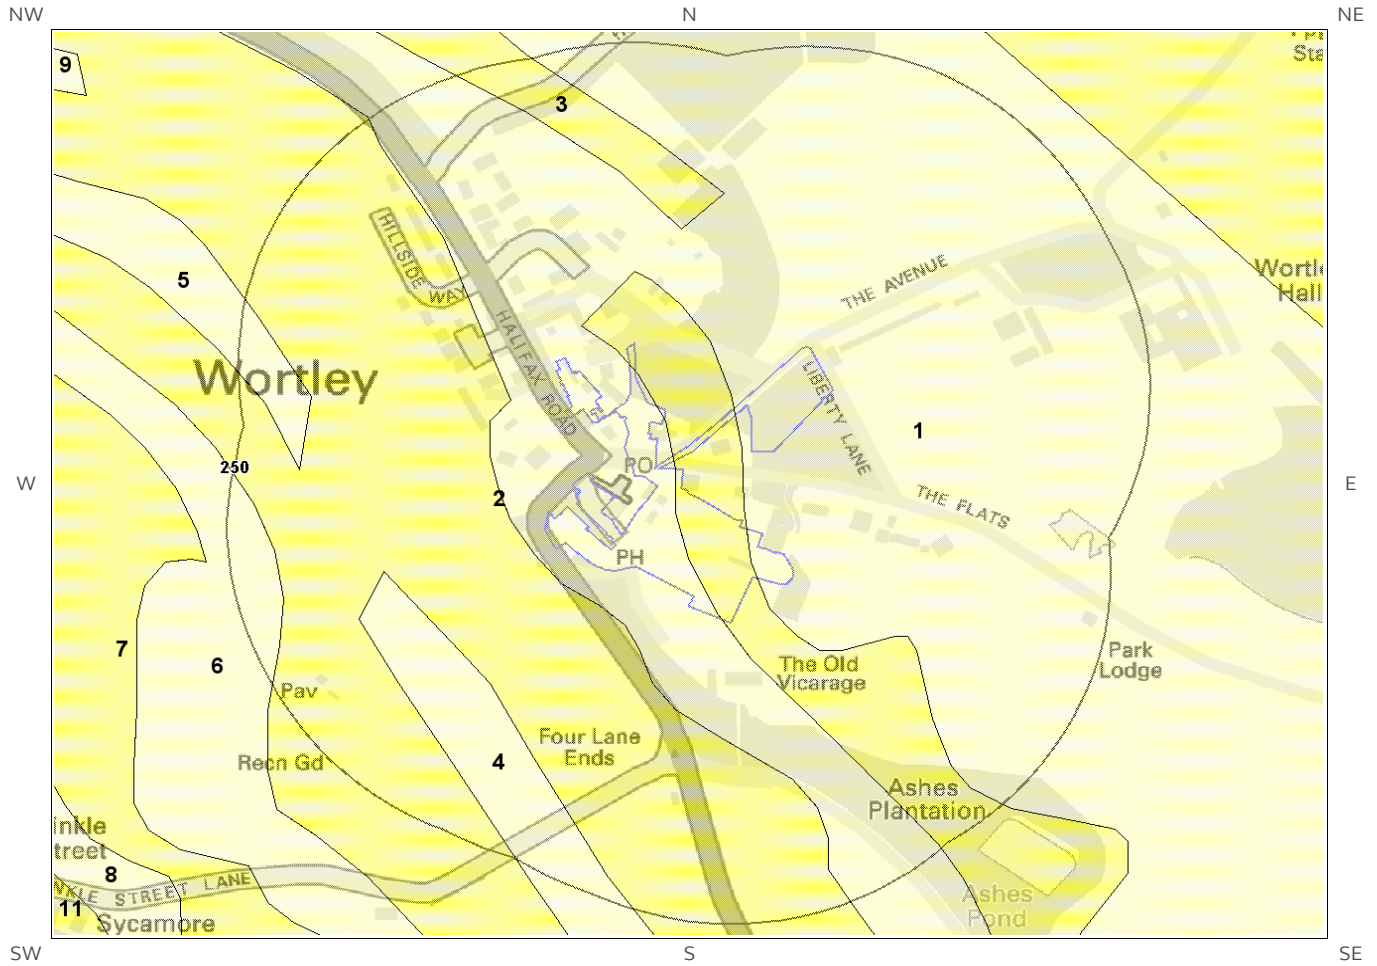 NW
N
NE
9
Sta
3
HILLSIDE
WAY
5
THE AVENUE
Wortle
Hall
HALIFAX ROAD
Wortley
LIBERTY LANE
1
250
PO
W
E
2
THE FLATS
PH
7
6
The Old
Vicarage
Park
Lodge
Pav
Four Lane
Ends
4
Recn Gd
Ashes
Plantation
inkle
treet
8
NKLE STREET LANE
11
Sycamore
Ashes
Pond
SW
S
SE